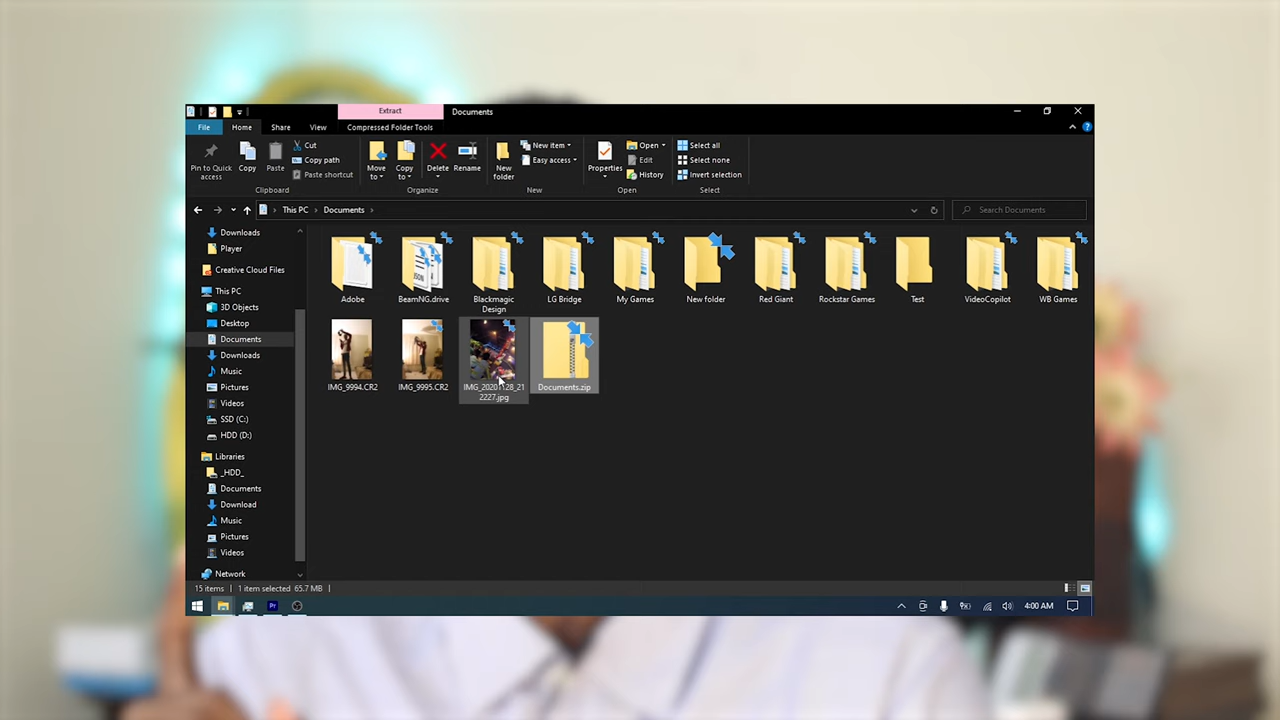 Extract
Documents
File
Home
Share
View
Compressed Folder Tools
Pin to Quick
access
Copy
Paste
Cut
Copy path
Paste shortcut
Clipboard
Move
to
Copy
to
Delete
Rename
Organize
New
folder
New item
Easy access
New
Properties
Open
Edit
History
Open
Select all
Select none
Invert selection
Select
This PC
Documents
Search Documents
Downloads
Player
Creative Cloud Files
This PC
3D Objects
Desktop
Documents
Downloads
Music
Pictures
Videos
SSD (C:)
HDD (D:)
Libraries
_HDD_
Documents
Download
Music
Pictures
Videos
Network
Adobe
JSON
BeamNG.drive
Blackmagic
Design
LG Bridge
My Games
New folder
Red Giant
Rockstar Games
Test
VideoCopilot
WB Games
IMG_9994.CR2
IMG_9995.CR2
IMG_20201128_21
2227.jpg
Documents.zip
15 items
1 item selected 65.7 MB
Pr
4:00 AM